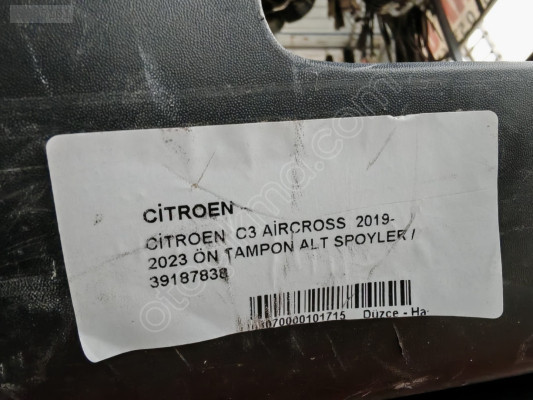 CİTROEN
CİTROEN C3 AİRCROSS 2019-
2023 ÖN TAMPON ALT SPOYLER /
39187838
Düzce - Ha